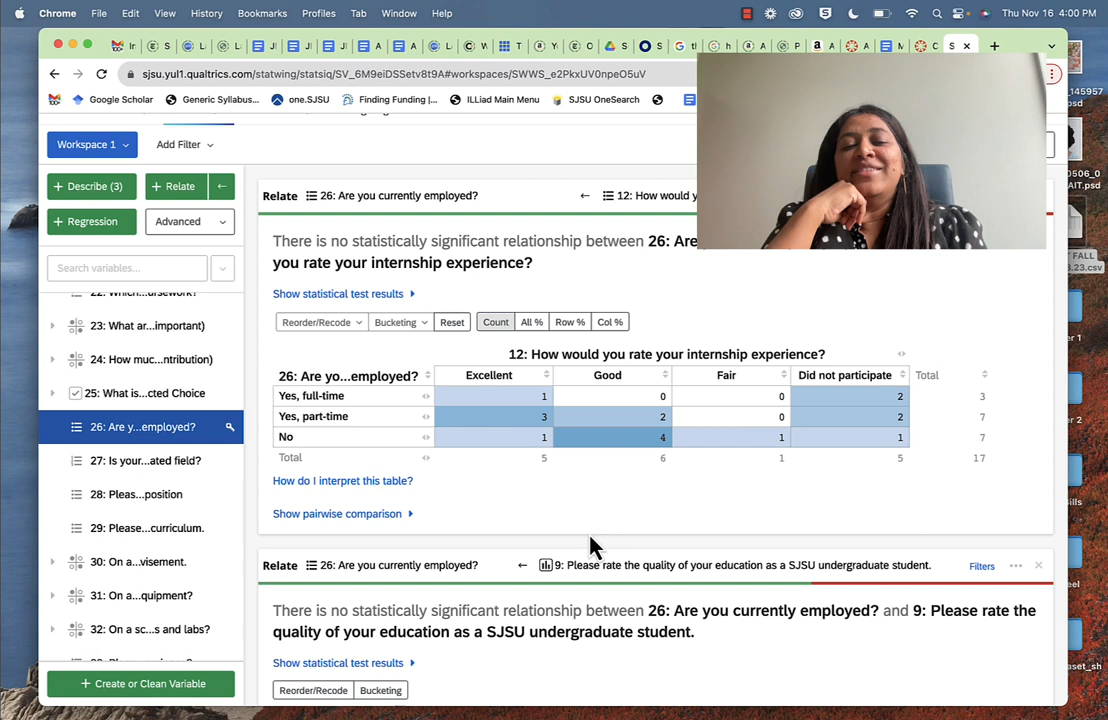 Chrome File Edit View History Bookmarks Profiles Tab Window Help Thu Nov 16 4:00 PM
sjsu.yul1.qualtrics.com/statwing/statsiq/SV_6M9eiDSSetv8t9A#workspaces/SWWS_e2PkxUV0npeO5uV
Google Scholar Generic Syllabus... one.SJSU Finding Funding |... ILLiad Main Menu SJSU OneSearch
_145957
psd
Workspace 1 Add Filter
+ Describe (3) + Relate ←
+ Regression Advanced
Search variables...
23: What ar...important)
24: How muc...ntribution)
25: What is...cted Choice
26: Are y...employed?
27: Is your...ated field?
28: Pleas...position
29: Please...curriculum.
30: On a...visement.
31: On a...quipment?
32: On a sc...s and labs?
+ Create or Clean Variable
Relate 26: Are you currently employed? ← 12: How would y
There is no statistically significant relationship between 26: Are
you rate your internship experience?
Show statistical test results
Reorder/Recode Bucketing Reset Count All % Row % Col %
12: How would you rate your internship experience?
26: Are yo...employed? Excellent Good Fair Did not participate Total
Yes, full-time 1 0 0 2 3
Yes, part-time 3 2 0 2 7
No 1 4 1 1 7
Total 5 6 1 5 17
How do I interpret this table?
Show pairwise comparison
Relate 26: Are you currently employed? ← 9: Please rate the quality of your education as a SJSU undergraduate student. Filters
There is no statistically significant relationship between 26: Are you currently employed? and 9: Please rate the
quality of your education as a SJSU undergraduate student.
Show statistical test results
Reorder/Recode Bucketing